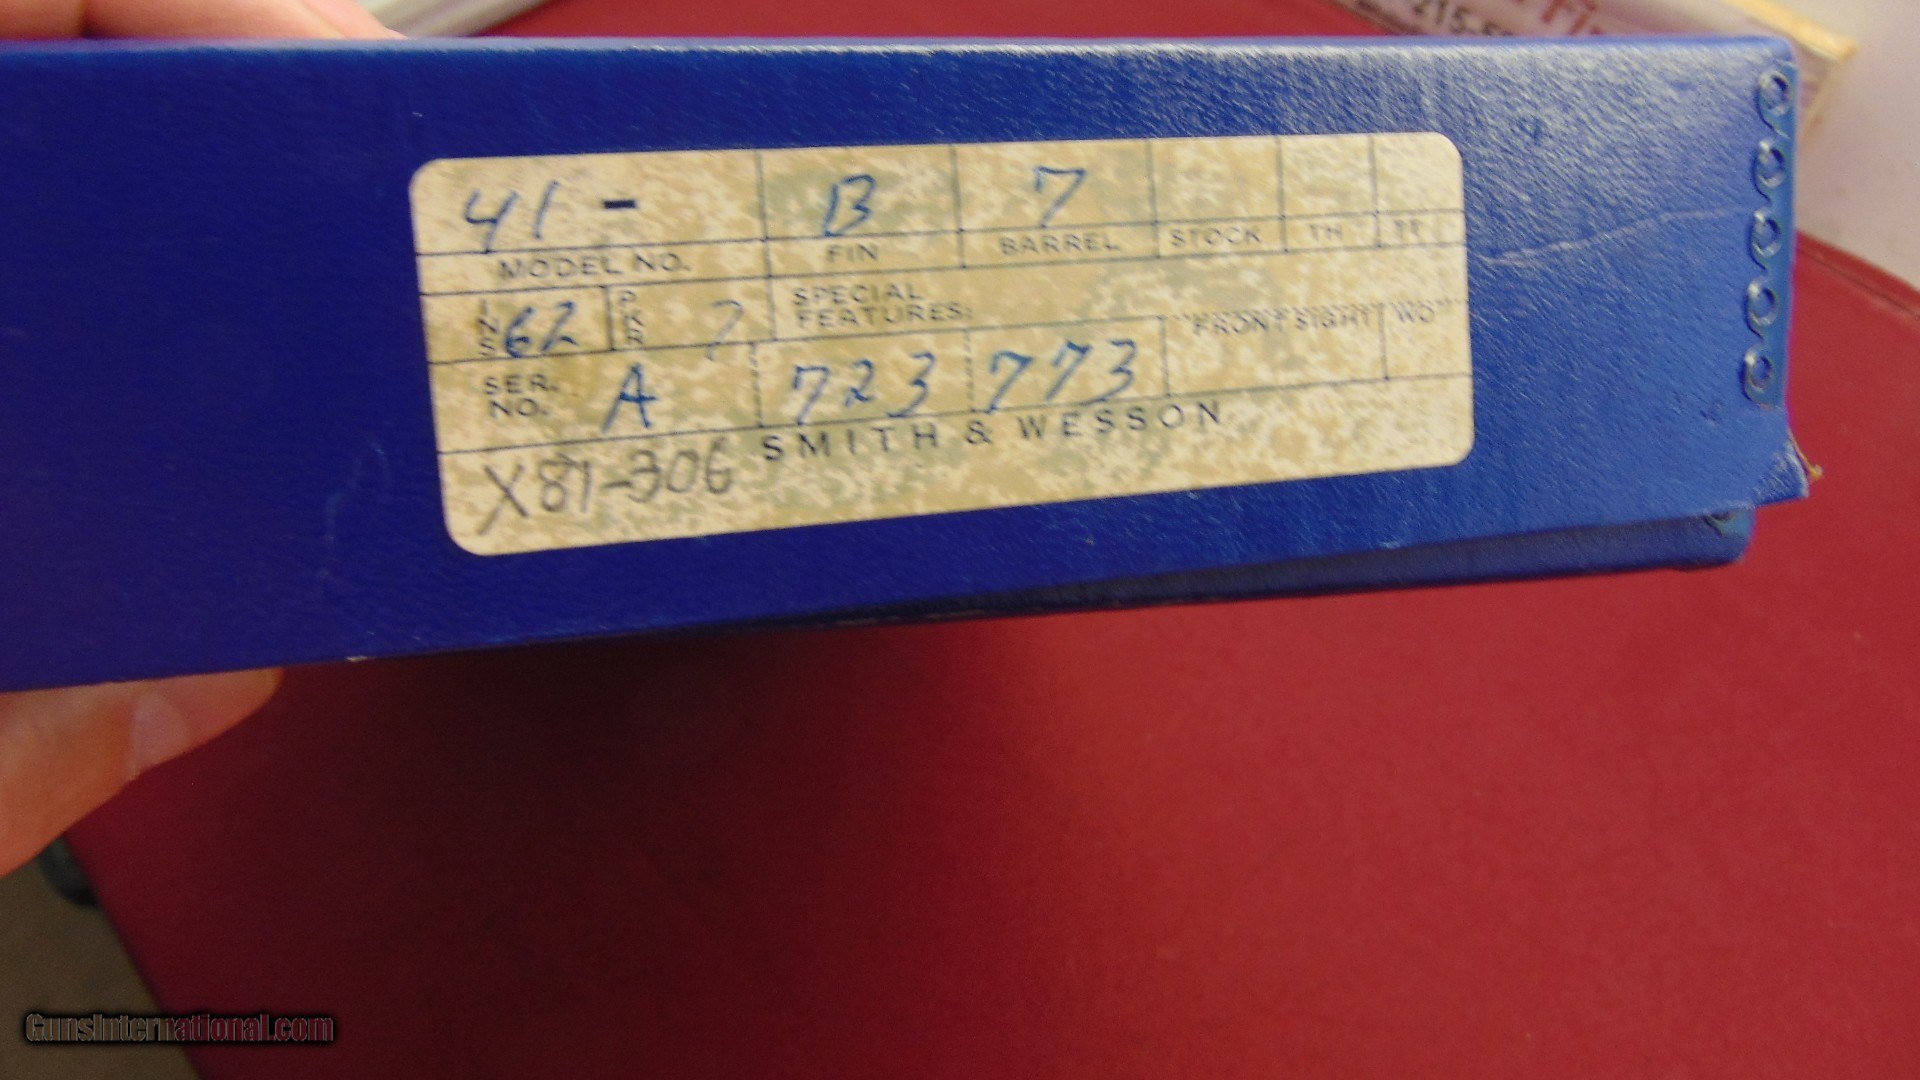 41 - B 7
MODEL NO. FIN BARREL STOCK TH TR
INS 62 PKR 7 SPECIAL FEATURES: "FRONT SIGHT" "WO"
SER. NO. A 723 773
SMITH & WESSON
X81-306
GunsInternational.com